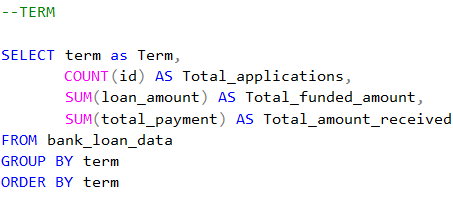 --TERM
SELECT term as Term,
COUNT(id) AS Total_applications,
SUM(loan_amount) AS Total_funded_amount,
SUM(total_payment) AS Total_amount_received
FROM bank_loan_data
GROUP BY term
ORDER BY term